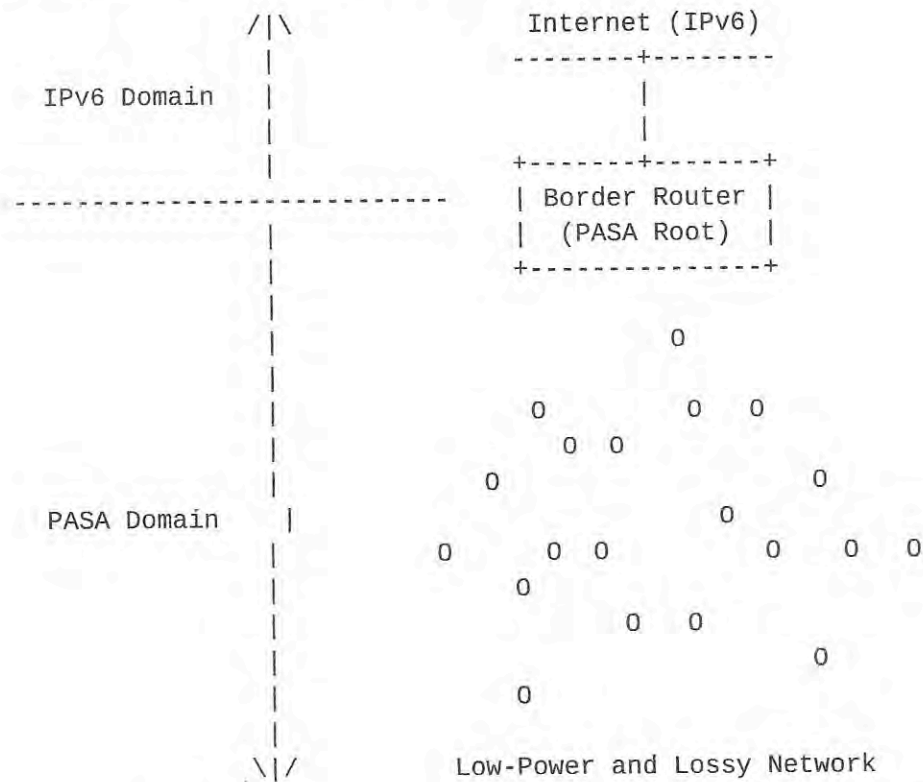 /|\ Internet (IPv6)
| --------+--------
IPv6 Domain | |
| |
| +-------+-------+
---------------------------- | Border Router |
| | (PASA Root) |
| +---------------+
|
| O
|
| O O O
| O O
| O O
PASA Domain | O
| O O O O O O
| O
| O O
| O
| O
|
\|/ Low-Power and Lossy Network